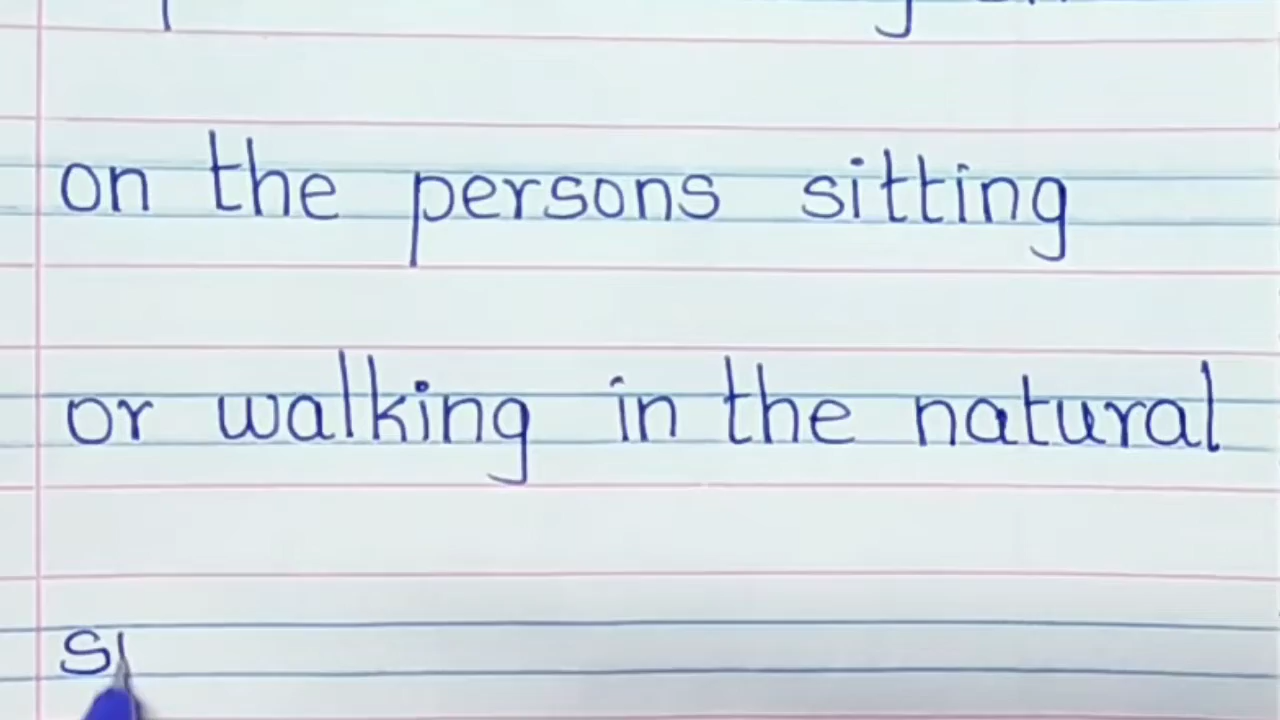 on the persons sitting
or walking in the natural
s